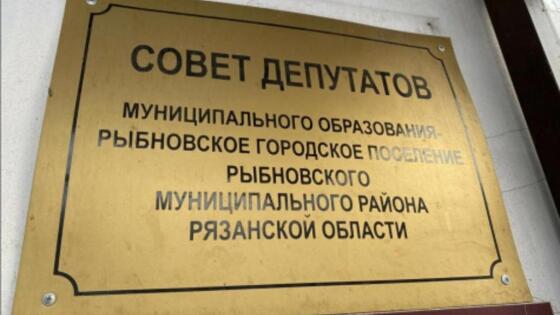 СОВЕТ ДЕПУТАТОВ
МУНИЦИПАЛЬНОГО ОБРАЗОВАНИЯ-
РЫБНОВСКОЕ ГОРОДСКОЕ ПОСЕЛЕНИЕ
РЫБНОВСКОГО
МУНИЦИПАЛЬНОГО РАЙОНА
РЯЗАНСКОЙ ОБЛАСТИ